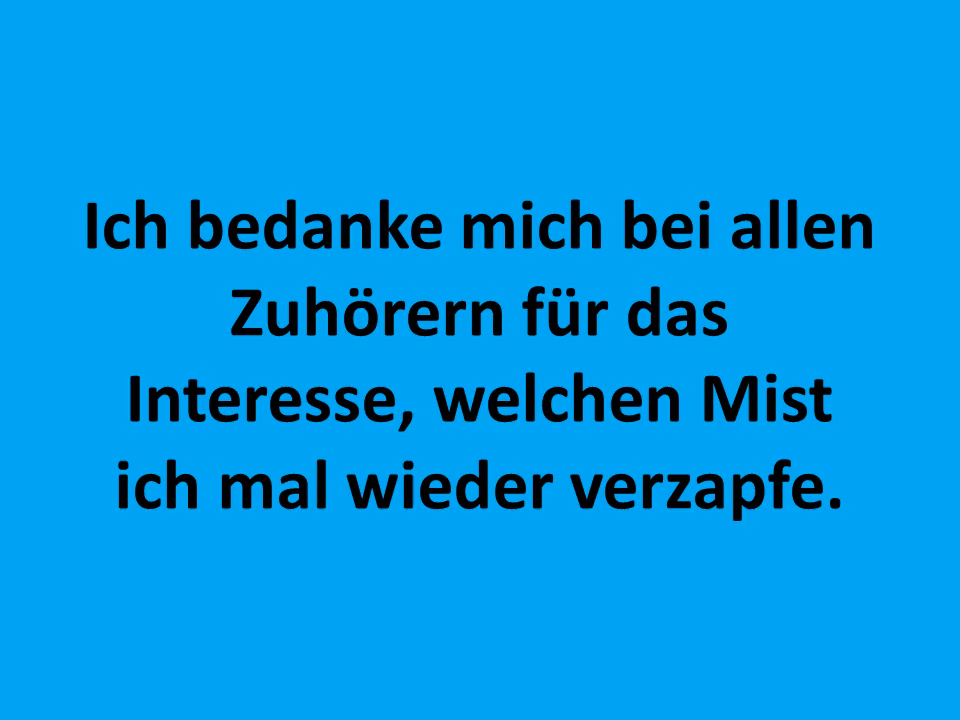 Ich bedanke mich bei allen
Zuhörern für das
Interesse, welchen Mist
ich mal wieder verzapfe.